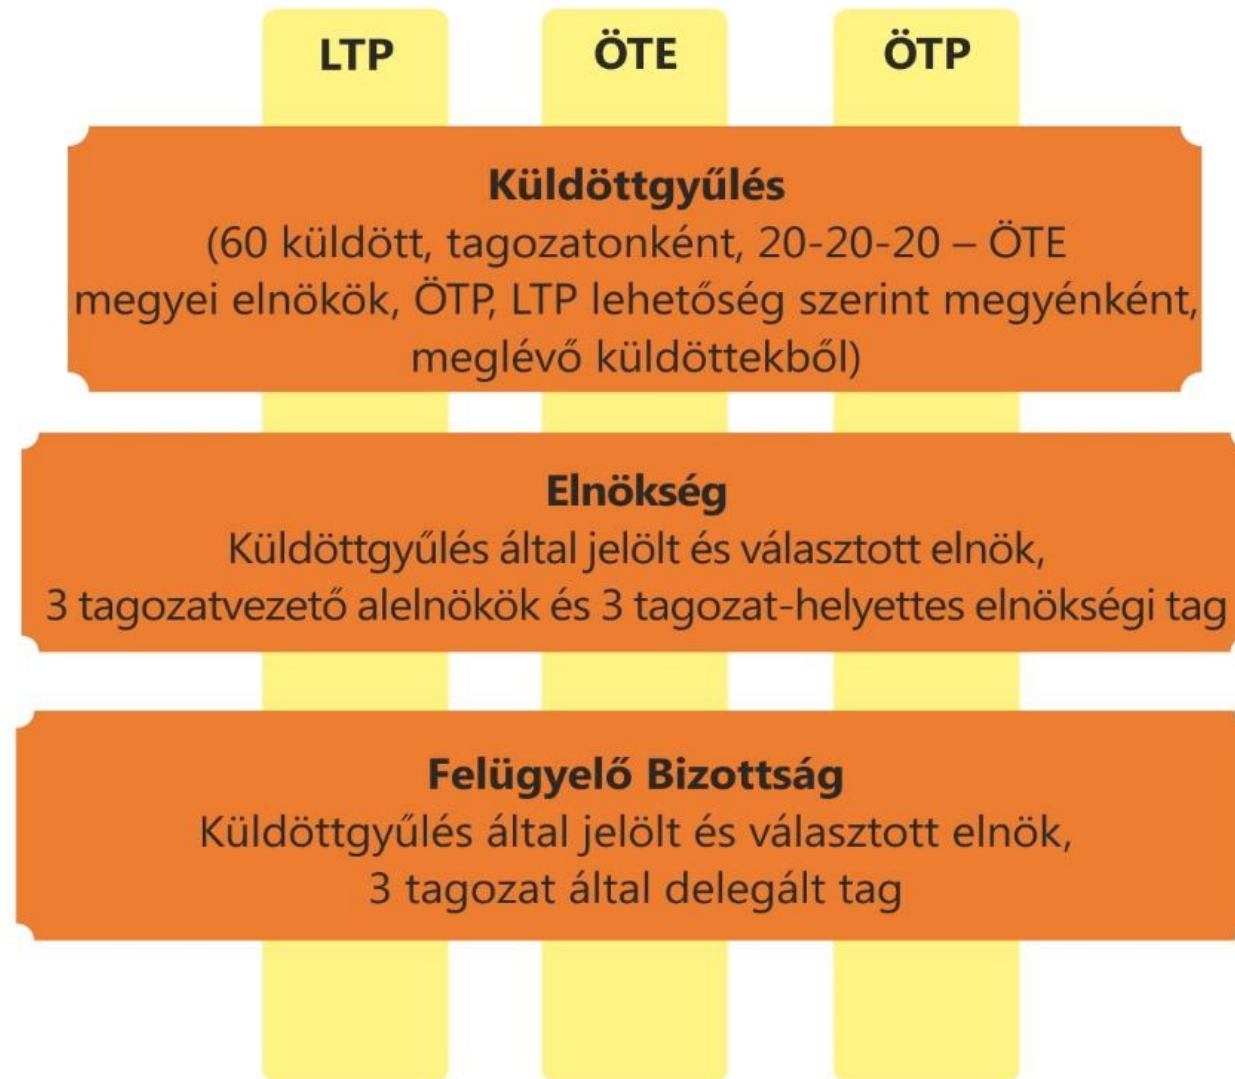 LTP ÖTE ÖTP
Küldöttgyűlés
(60 küldött, tagozatonként, 20-20-20 – ÖTE
megyei elnökök, ÖTP, LTP lehetőség szerint megyénként,
meglévő küldöttekből)
Elnökség
Küldöttgyűlés által jelölt és választott elnök,
3 tagozatvezető alelnökök és 3 tagozat-helyettes elnökségi tag
Felügyelő Bizottság
Küldöttgyűlés által jelölt és választott elnök,
3 tagozat által delegált tag